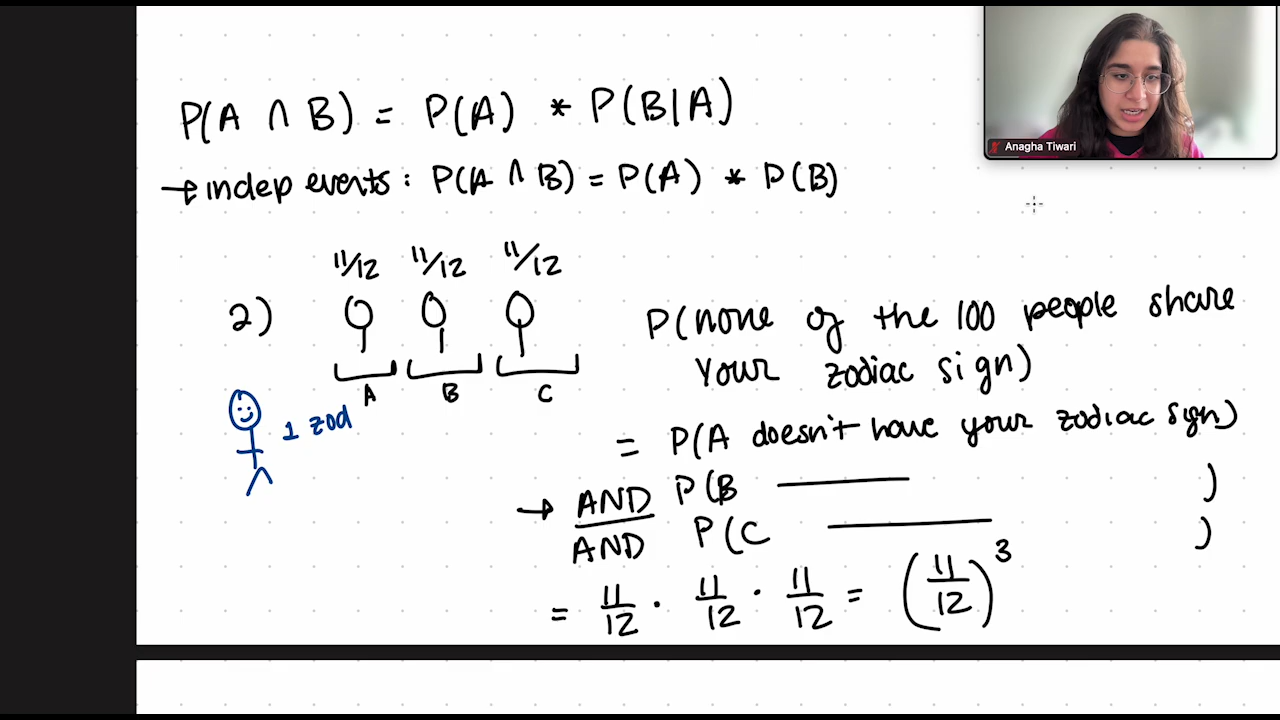 P(A ∩ B) = P(A) * P(B|A)
→ indep events: P(A ∩ B) = P(A) * P(B)
Anagha Tiwari
11/12 11/12 11/12
2)
A B C
1 zod
P(none of the 100 people share
your zodiac sign)
= P(A doesn't have your zodiac sign)
→ AND P(B ——— )
AND P(C ——— )
= 11/12 · 11/12 · 11/12 = (11/12)³